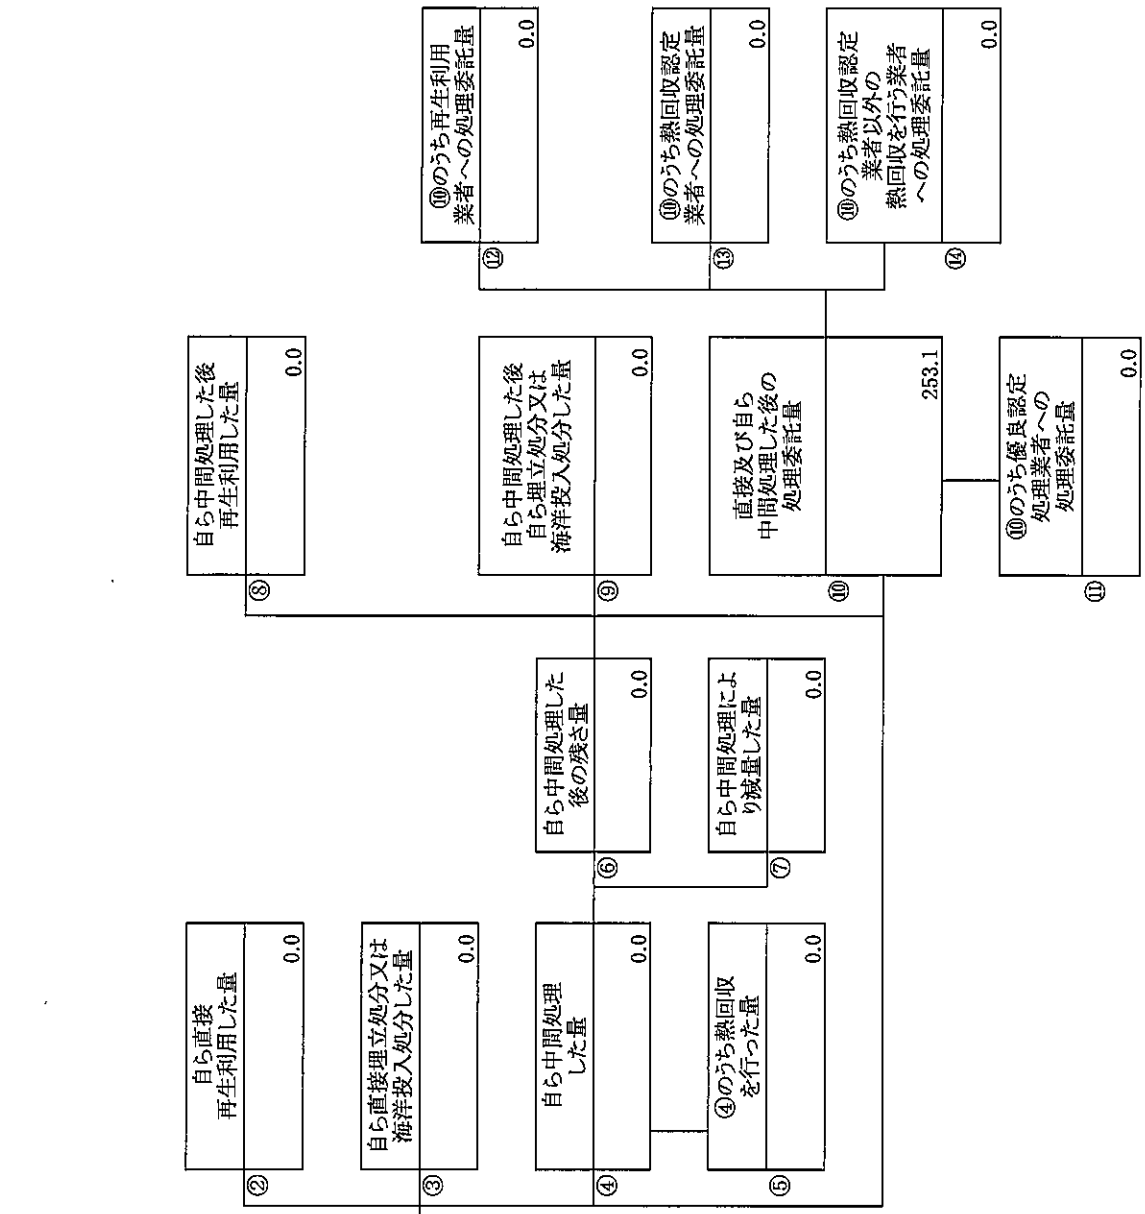 ②
自ら直接
再生利用した量
0.0
③
自ら直接埋立処分又は
海洋投入処分した量
0.0
④
自ら中間処理
した量
0.0
⑤
④のうち熱回収
を行った量
0.0
⑥
自ら中間処理した
後の残さ量
0.0
⑦
自ら中間処理によ
り減量した量
0.0
⑧
自ら中間処理した後
再生利用した量
0.0
⑨
自ら中間処理した後
自ら埋立処分又は
海洋投入処分した量
0.0
⑩
直接及び自ら
中間処理した後の
処理委託量
253.1
⑪
⑩のうち優良認定
処理業者への
処理委託量
0.0
⑫
⑩のうち再生利用
業者への処理委託量
0.0
⑬
⑩のうち熱回収認定
業者への処理委託量
0.0
⑭
⑩のうち熱回収認定
業者以外の
熱回収を行う業者
への処理委託量
0.0